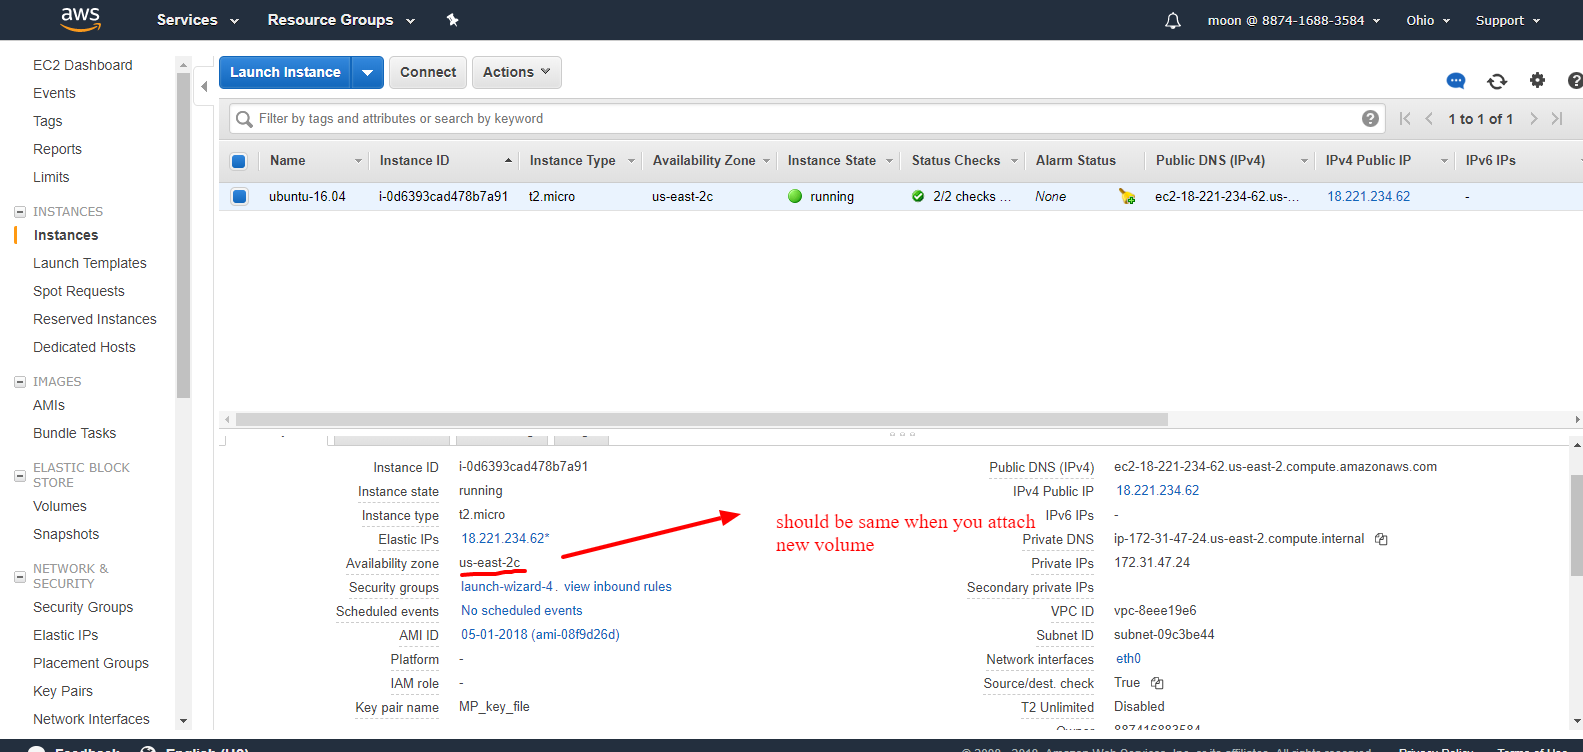 aws
Services
Resource Groups
moon @ 8874-1688-3584
Ohio
Support
EC2 Dashboard
Events
Tags
Reports
Limits
INSTANCES
Instances
Launch Templates
Spot Requests
Reserved Instances
Dedicated Hosts
IMAGES
AMIs
Bundle Tasks
ELASTIC BLOCK
STORE
Volumes
Snapshots
NETWORK &
SECURITY
Security Groups
Elastic IPs
Placement Groups
Key Pairs
Network Interfaces
Launch Instance
Connect
Actions
Filter by tags and attributes or search by keyword
1 to 1 of 1
Name Instance ID Instance Type Availability Zone Instance State Status Checks Alarm Status Public DNS (IPv4) IPv4 Public IP IPv6 IPs
ubuntu-16.04 i-0d6393cad478b7a91 t2.micro us-east-2c running 2/2 checks ... None ec2-18-221-234-62.us-... 18.221.234.62 -
Instance ID i-0d6393cad478b7a91
Instance state running
Instance type t2.micro
Elastic IPs 18.221.234.62*
Availability zone us-east-2c
Security groups launch-wizard-4. view inbound rules
Scheduled events No scheduled events
AMI ID 05-01-2018 (ami-08f9d26d)
Platform -
IAM role -
Key pair name MP_key_file
should be same when you attach
new volume
Public DNS (IPv4) ec2-18-221-234-62.us-east-2.compute.amazonaws.com
IPv4 Public IP 18.221.234.62
IPv6 IPs -
Private DNS ip-172-31-47-24.us-east-2.compute.internal
Private IPs 172.31.47.24
Secondary private IPs
VPC ID vpc-8eee19e6
Subnet ID subnet-09c3be44
Network interfaces eth0
Source/dest. check True
T2 Unlimited Disabled
Owner 887416883584
Feedback English (US)
Privacy Policy Terms of Use